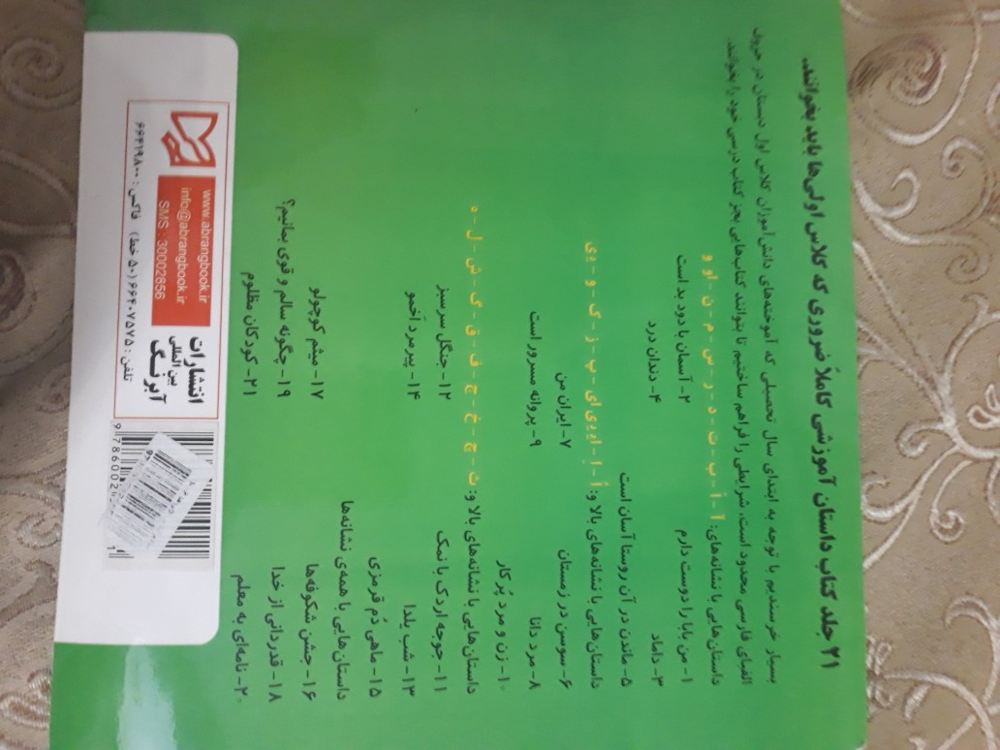 ۲۱ جلد کتاب داستان آموزشی کاملاً ضروری که کلاس اولی‌ها باید بخوانند.
بسیار خرسندیم با توجه به ابتدای سال تحصیلی که آموخته‌های دانش‌آموزان کلاس اول دبستان در حروف
الفبای فارسی محدود است، شرایطی را فراهم ساختیم تا بتوانند کتاب‌هایی بجز کتاب درسی خود را بخوانند.
داستان‌هایی با نشانه‌های: آ - أ - ب - ت - د - ر - س - م - ن - او و
۱- من بابا را دوست دارم ۲- آسمان با دود بد است
۳- داماد ۴- دندان درد
۵- ماندن در آن روستا آسان است
داستان‌هایی با نشانه‌های بالا و: اُ - اِ - ایـیـی ای - پ - ز - ک - و - یـی
۶- سوسن در زمستان ۷- ایران من
۸- مرد دانا ۹- پروانه مسرور است
۱۰- زن و مرد پُر کار
داستان‌هایی با نشانه‌های بالا و: ث - چ - خ - ج - ف - ق - گ - ش - ل - ه
۱۱- جوجه اردک با نمک ۱۲- جنگل سرسبز
۱۳- شب یلدا ۱۴- پیرمرد اَخمو
۱۵- ماهی دُم قرمزی
داستان‌هایی با همه‌ی نشانه‌ها
۱۶- جشن شکوفه‌ها ۱۷- میثم کوچولو
۱۸- قدردانی از خدا ۱۹- چگونه سالم و قوی بمانیم؟
۲۰- نامه‌ای به معلم ۲۱- کودکان مظلوم
www.abrangbook.ir
info@abrangbook.ir
SMS : 30002856
انتشارات
بین المللی
آبرنگ
تلفن : ۶۶۴۰۷۵۷۵ (۵۰ خط) فاکس : ۶۶۴۱۹۸۰۰